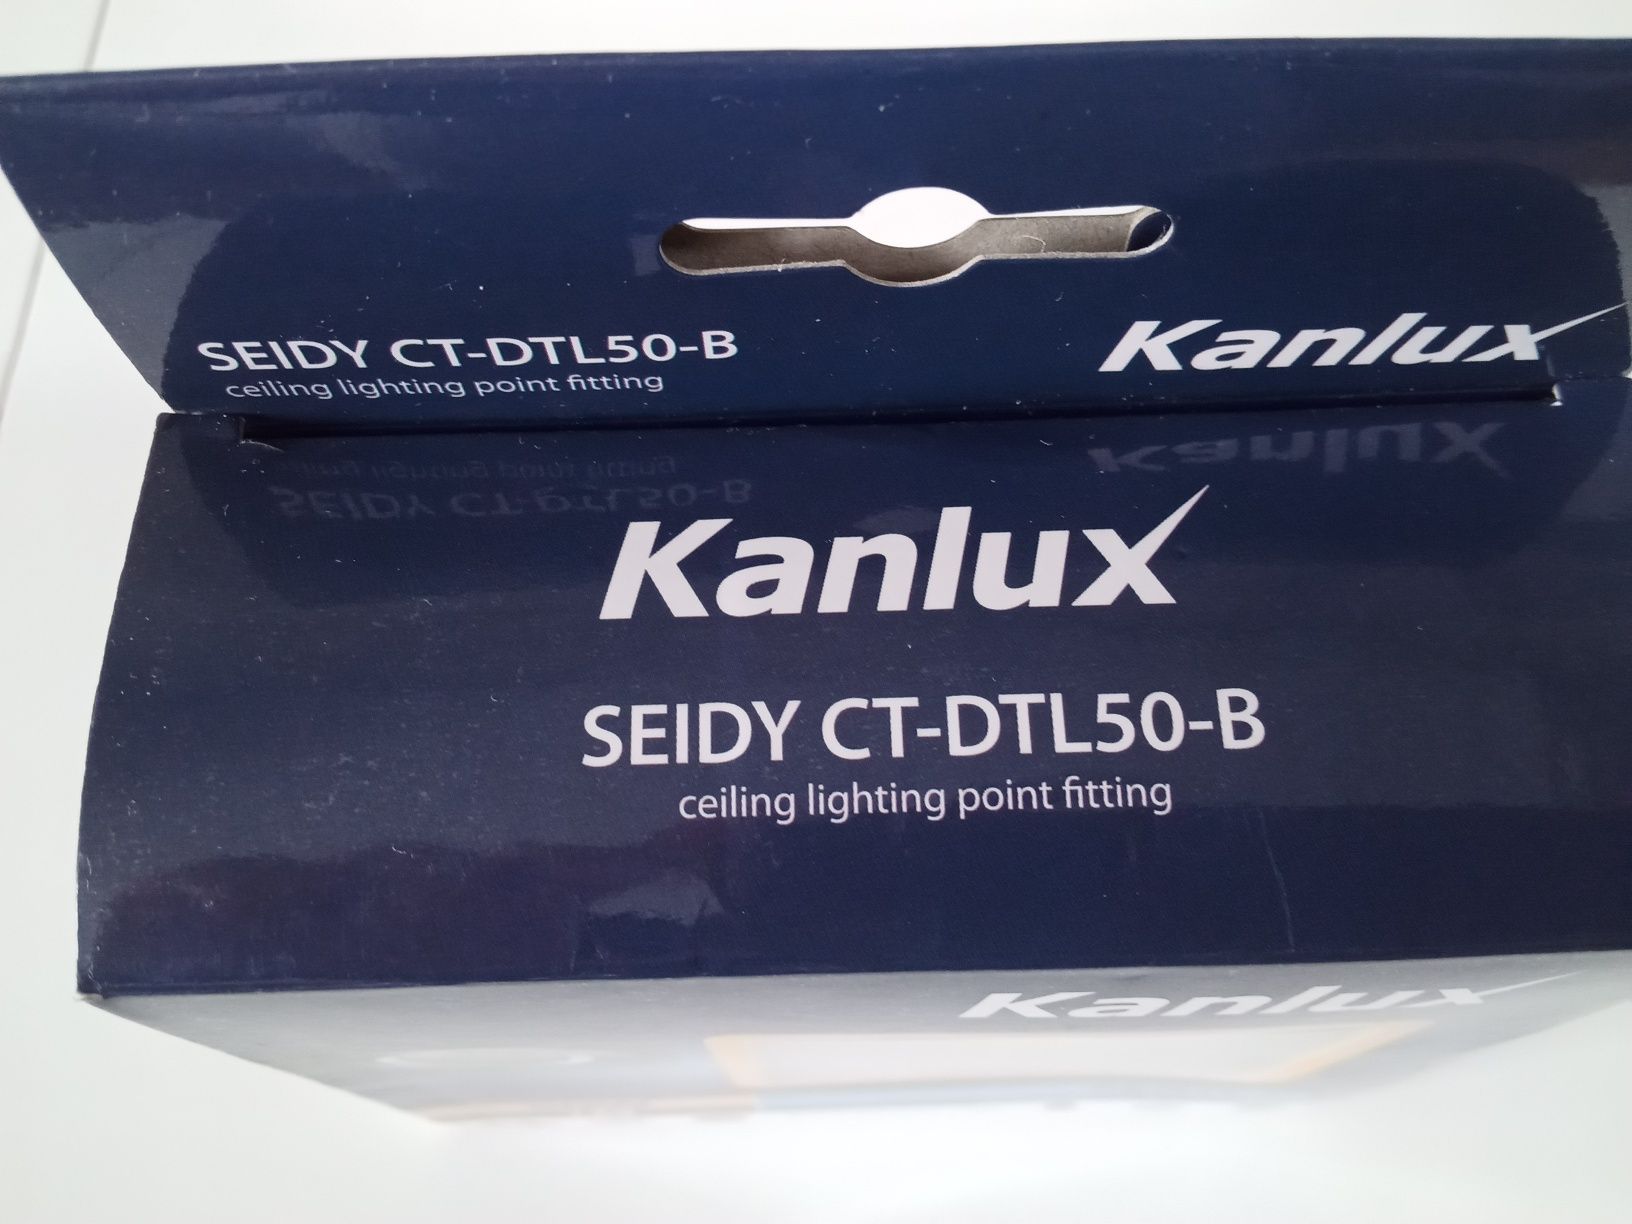 SEIDY CT-DTL50-B
ceiling lighting point fitting
Kanlux
Kanlux
SEIDY CT-DTL50-B
ceiling lighting point fitting
Kanlux